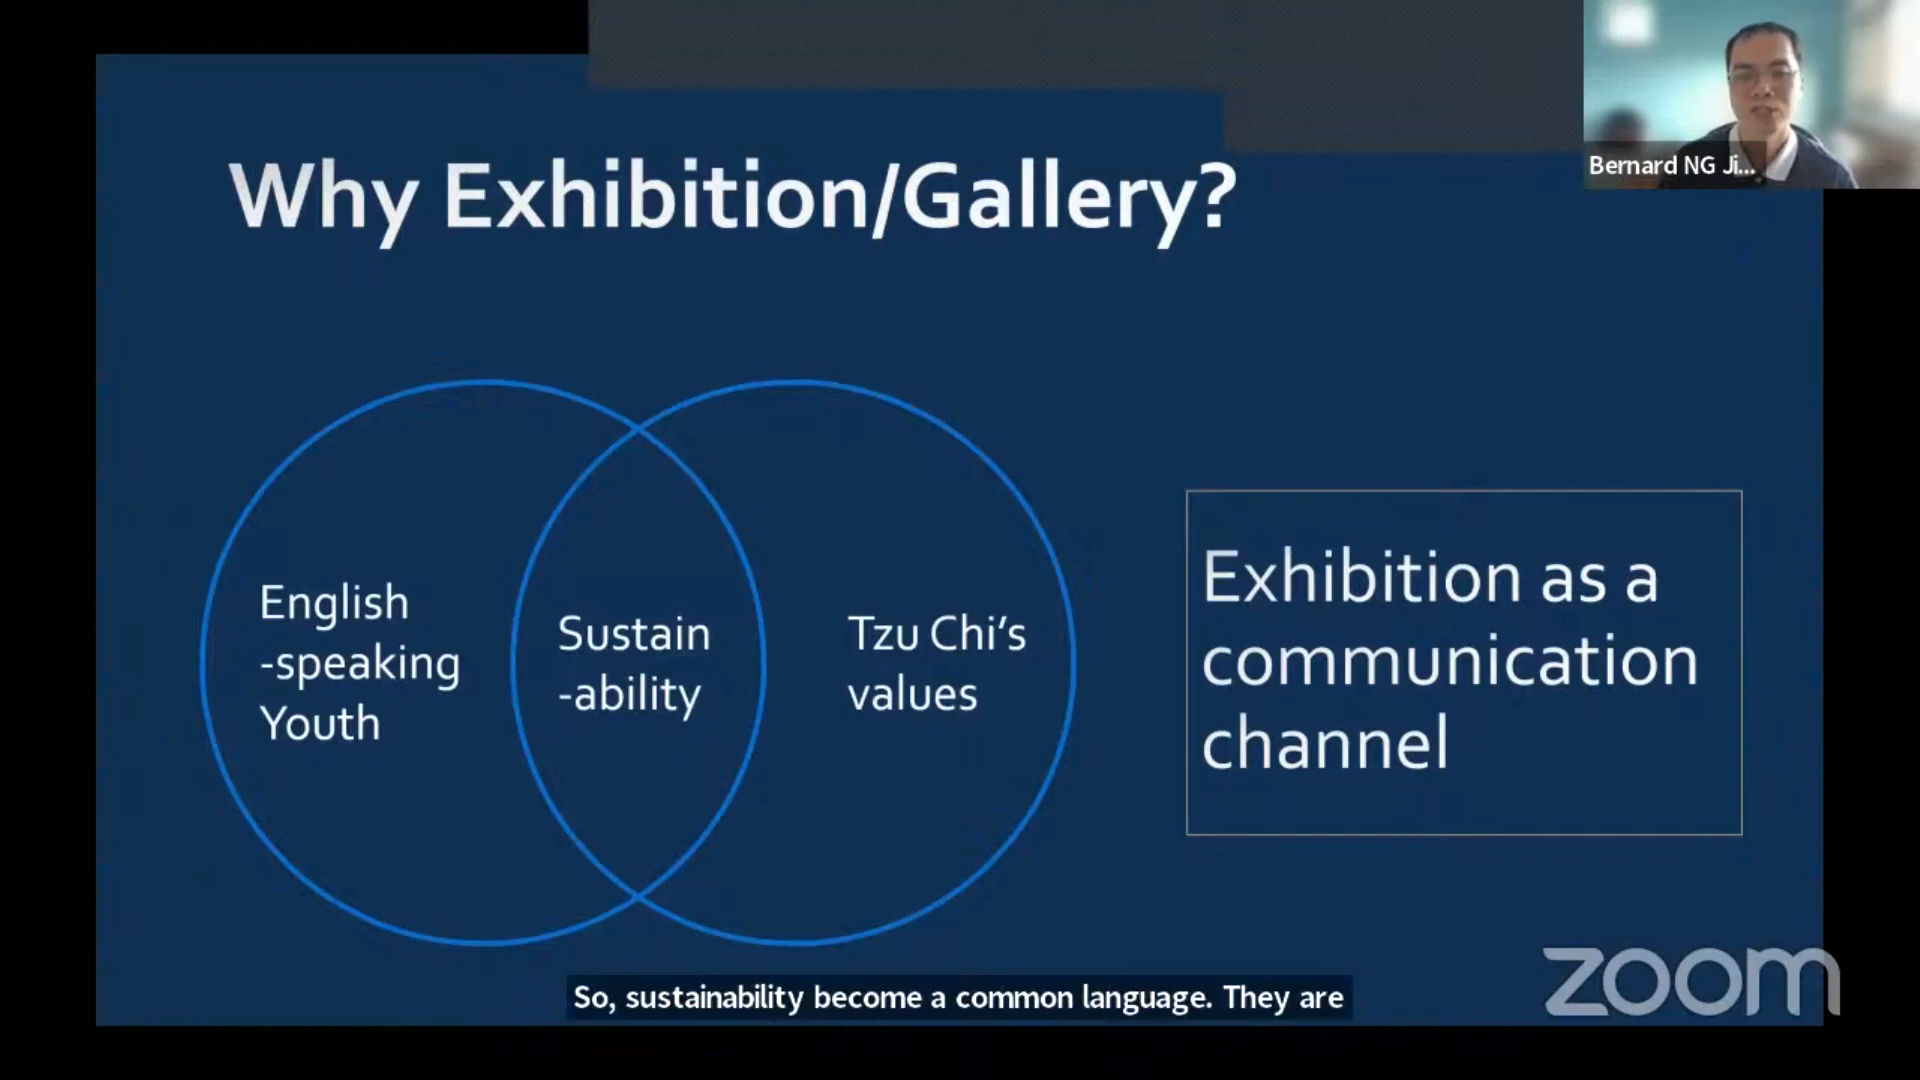 Bernard NG Ji...
Why Exhibition/Gallery?
English
-speaking
Youth
Sustain
-ability
Tzu Chi’s
values
Exhibition as a
communication
channel
zoom
So, sustainability become a common language. They are